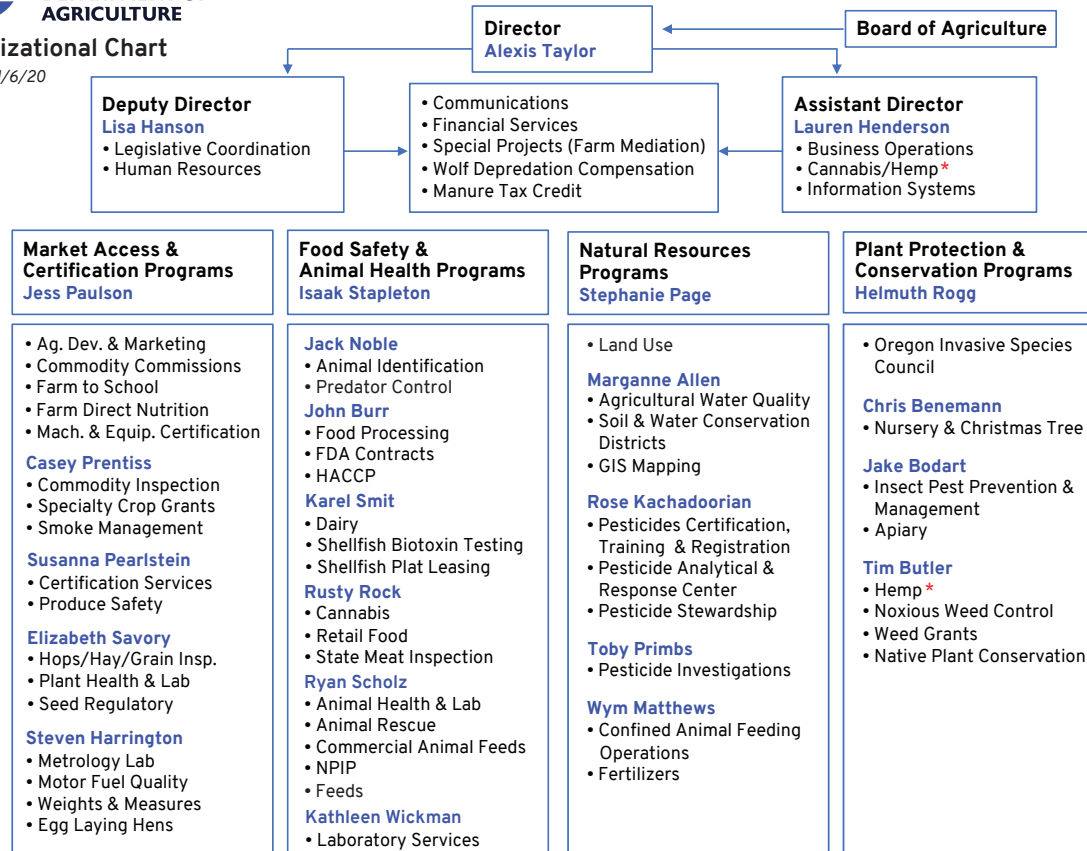 AGRICULTURE
izational Chart
/6/20
Director
Alexis Taylor
Board of Agriculture
Deputy Director
Lisa Hanson
• Legislative Coordination
• Human Resources
• Communications
• Financial Services
• Special Projects (Farm Mediation)
• Wolf Depredation Compensation
• Manure Tax Credit
Assistant Director
Lauren Henderson
• Business Operations
• Cannabis/Hemp*
• Information Systems
Market Access &
Certification Programs
Jess Paulson
Food Safety &
Animal Health Programs
Isaak Stapleton
Natural Resources
Programs
Stephanie Page
Plant Protection &
Conservation Programs
Helmuth Rogg
• Ag. Dev. & Marketing
• Commodity Commissions
• Farm to School
• Farm Direct Nutrition
• Mach. & Equip. Certification
Casey Prentiss
• Commodity Inspection
• Specialty Crop Grants
• Smoke Management
Susanna Pearlstein
• Certification Services
• Produce Safety
Elizabeth Savory
• Hops/Hay/Grain Insp.
• Plant Health & Lab
• Seed Regulatory
Steven Harrington
• Metrology Lab
• Motor Fuel Quality
• Weights & Measures
• Egg Laying Hens
Jack Noble
• Animal Identification
• Predator Control
John Burr
• Food Processing
• FDA Contracts
• HACCP
Karel Smit
• Dairy
• Shellfish Biotoxin Testing
• Shellfish Plat Leasing
Rusty Rock
• Cannabis
• Retail Food
• State Meat Inspection
Ryan Scholz
• Animal Health & Lab
• Animal Rescue
• Commercial Animal Feeds
• NPIP
• Feeds
Kathleen Wickman
• Laboratory Services
• Land Use
Marganne Allen
• Agricultural Water Quality
• Soil & Water Conservation
Districts
• GIS Mapping
Rose Kachadoorian
• Pesticides Certification,
Training & Registration
• Pesticide Analytical &
Response Center
• Pesticide Stewardship
Toby Primbs
• Pesticide Investigations
Wym Matthews
• Confined Animal Feeding
Operations
• Fertilizers
• Oregon Invasive Species
Council
Chris Benemann
• Nursery & Christmas Tree
Jake Bodart
• Insect Pest Prevention &
Management
• Apiary
Tim Butler
• Hemp*
• Noxious Weed Control
• Weed Grants
• Native Plant Conservation